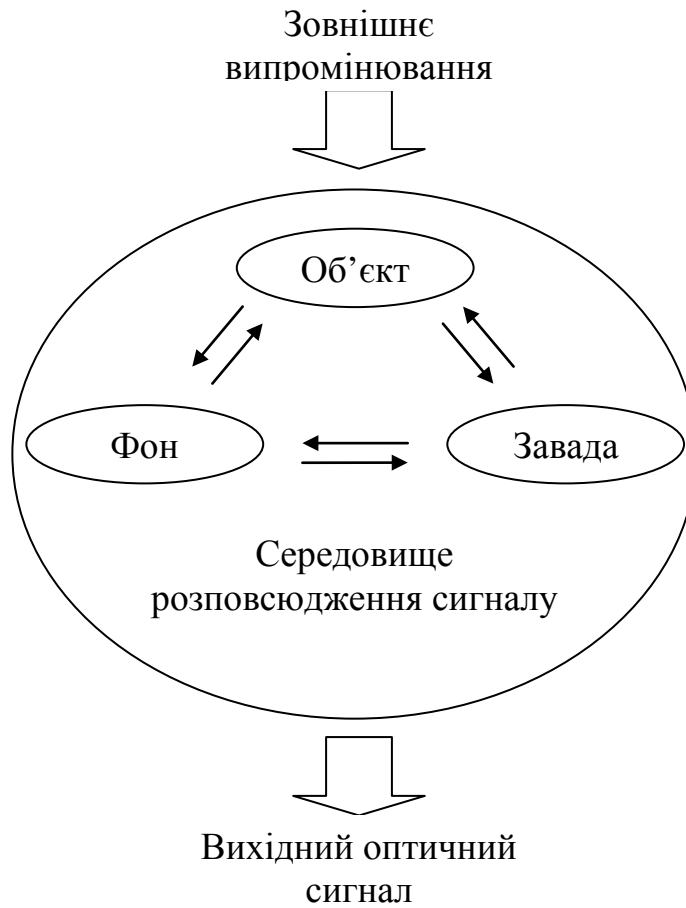 Зовнішнє
випромінювання
Об’єкт
Фон
Завада
Середовище
розповсюдження сигналу
Вихідний оптичний
сигнал